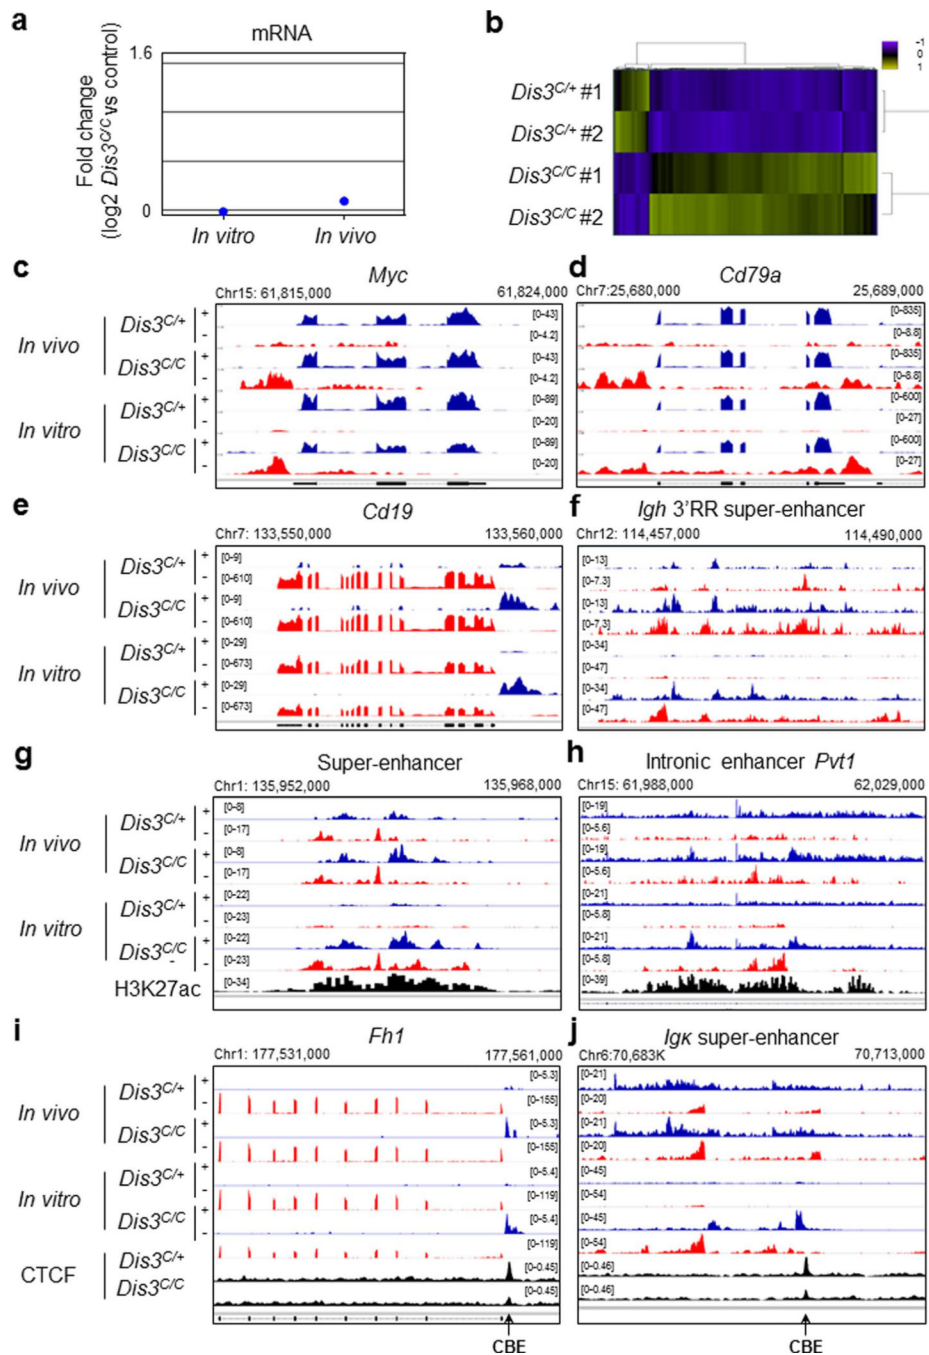 a
mRNA
Fold change
(log2 Dis3C/C vs control)
1.6
0
In vitro
In vivo
b
-1
0
1
Dis3C/+ #1
Dis3C/+ #2
Dis3C/C #1
Dis3C/C #2
c
Myc
Chr15: 61,815,000
61,824,000
In vivo
In vitro
Dis3C/+
Dis3C/C
Dis3C/+
Dis3C/C
+
-
+
-
+
-
+
-
[0-43]
[0-4.2]
[0-43]
[0-4.2]
[0-89]
[0-20]
[0-89]
[0-20]
d
Cd79a
Chr7:25,680,000
25,689,000
[0-835]
[0-8.8]
[0-835]
[0-8.8]
[0-600]
[0-27]
[0-600]
[0-27]
e
Cd19
Chr7: 133,550,000
133,560,000
In vivo
In vitro
Dis3C/+
Dis3C/C
Dis3C/+
Dis3C/C
+
-
+
-
+
-
+
-
[0-9]
[0-610]
[0-9]
[0-610]
[0-29]
[0-673]
[0-29]
[0-673]
f
Igh 3'RR super-enhancer
Chr12: 114,457,000
114,490,000
[0-13]
[0-7.3]
[0-13]
[0-7.3]
[0-34]
[0-47]
[0-34]
[0-47]
g
Super-enhancer
Chr1: 135,952,000
135,968,000
In vivo
In vitro
Dis3C/+
Dis3C/C
Dis3C/+
Dis3C/C
+
-
+
-
+
-
+
-
-
H3K27ac
[0-8]
[0-17]
[0-8]
[0-17]
[0-22]
[0-23]
[0-22]
[0-23]
[0-34]
h
Intronic enhancer Pvt1
Chr15: 61,988,000
62,029,000
[0-19]
[0-5.6]
[0-19]
[0-5.6]
[0-21]
[0-5.8]
[0-21]
[0-5.8]
[0-39]
i
Fh1
Chr1: 177,531,000
177,561,000
In vivo
In vitro
CTCF
Dis3C/+
Dis3C/C
Dis3C/+
Dis3C/C
Dis3C/+
Dis3C/C
+
-
+
-
+
-
+
-
[0-5.3]
[0-155]
[0-5.3]
[0-155]
[0-5.4]
[0-119]
[0-5.4]
[0-119]
[0-0.45]
[0-0.45]
CBE
j
Igκ super-enhancer
Chr6:70,683K
70,713,000
[0-21]
[0-20]
[0-21]
[0-20]
[0-45]
[0-54]
[0-45]
[0-54]
[0-0.46]
[0-0.46]
CBE